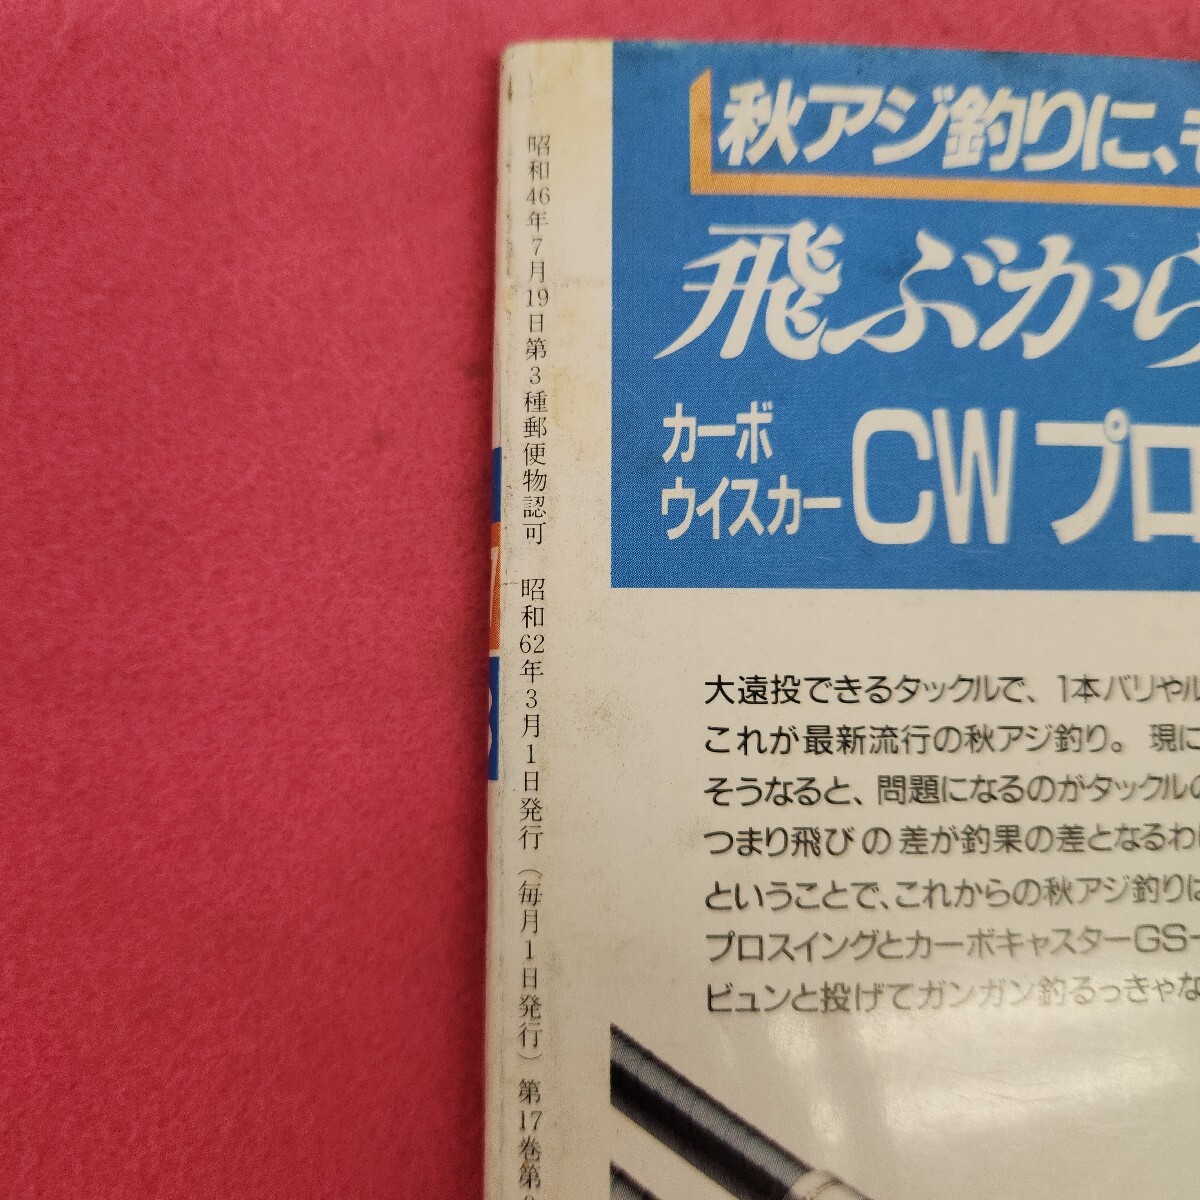 昭和46年7月19日第3種郵便物認可 昭和62年3月1日発行(毎月1日発行) 第17巻第
秋アジ釣りに、も
飛ぶから
カーボ
ウイスカー CW プロ
大遠投できるタックルで、1本バリやル
これが最新流行の秋アジ釣り。現に
そうなると、問題になるのがタックルの
つまり飛びの差が釣果の差となるわけ
ということで、これからの秋アジ釣りは
プロスイングとカーボキャスターGS-
ビュンと投げてガンガン釣るっきゃな